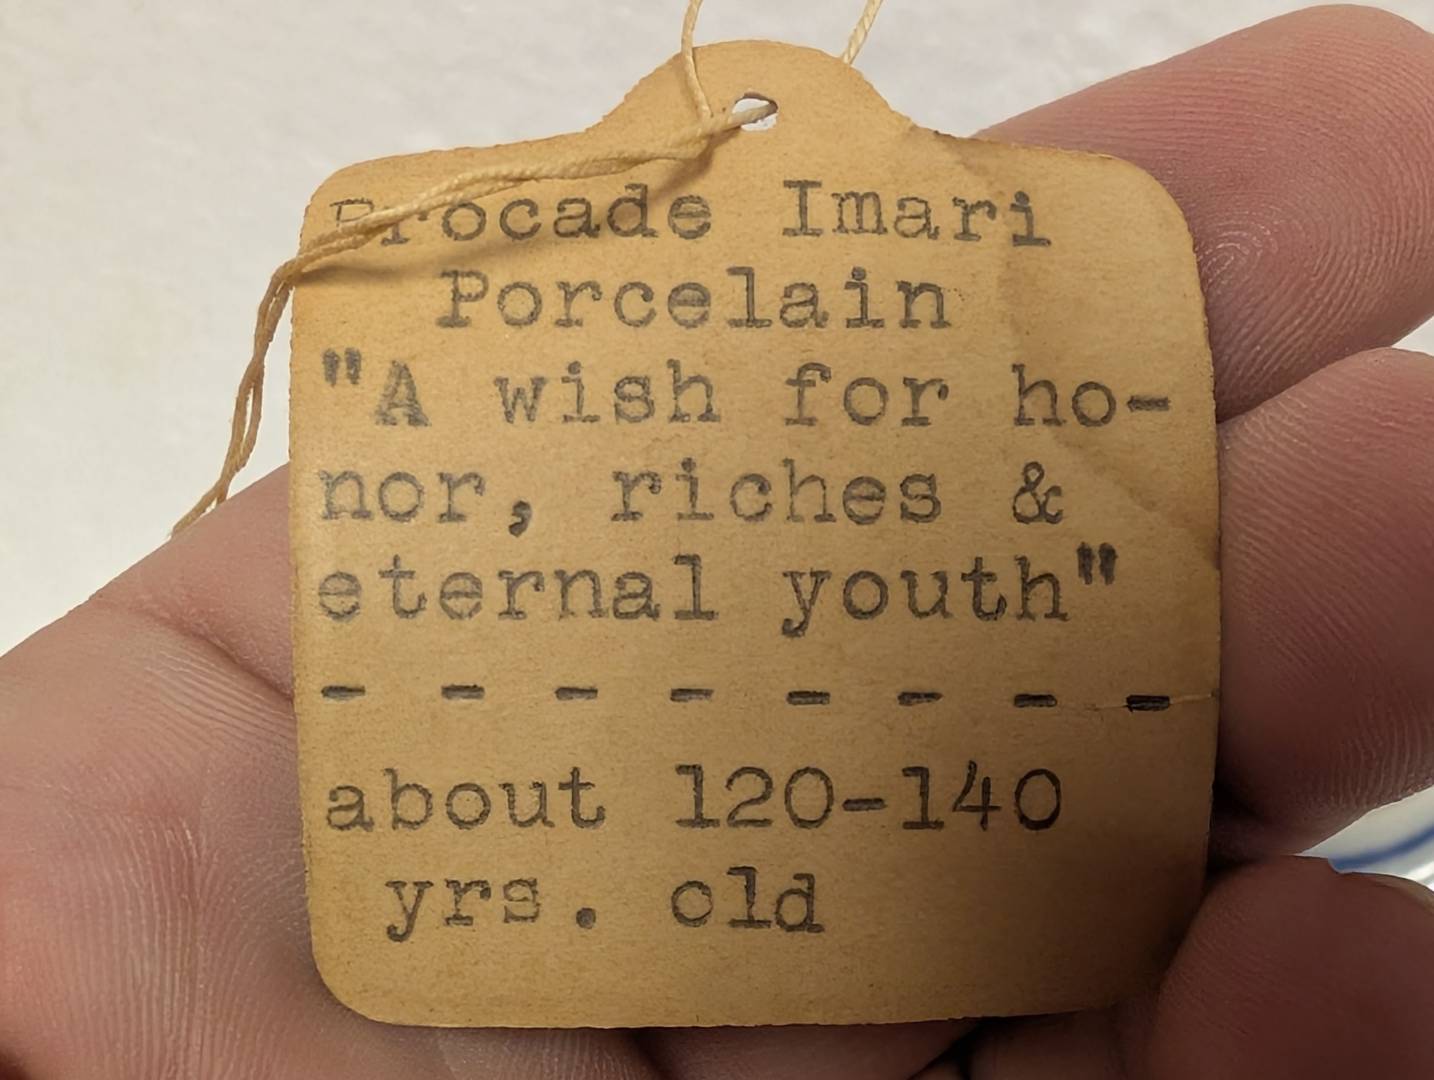 Brocade Imari
Porcelain
"A wish for ho-
nor, riches &
eternal youth"
- - - - - - - -
about 120-140
yrs. old